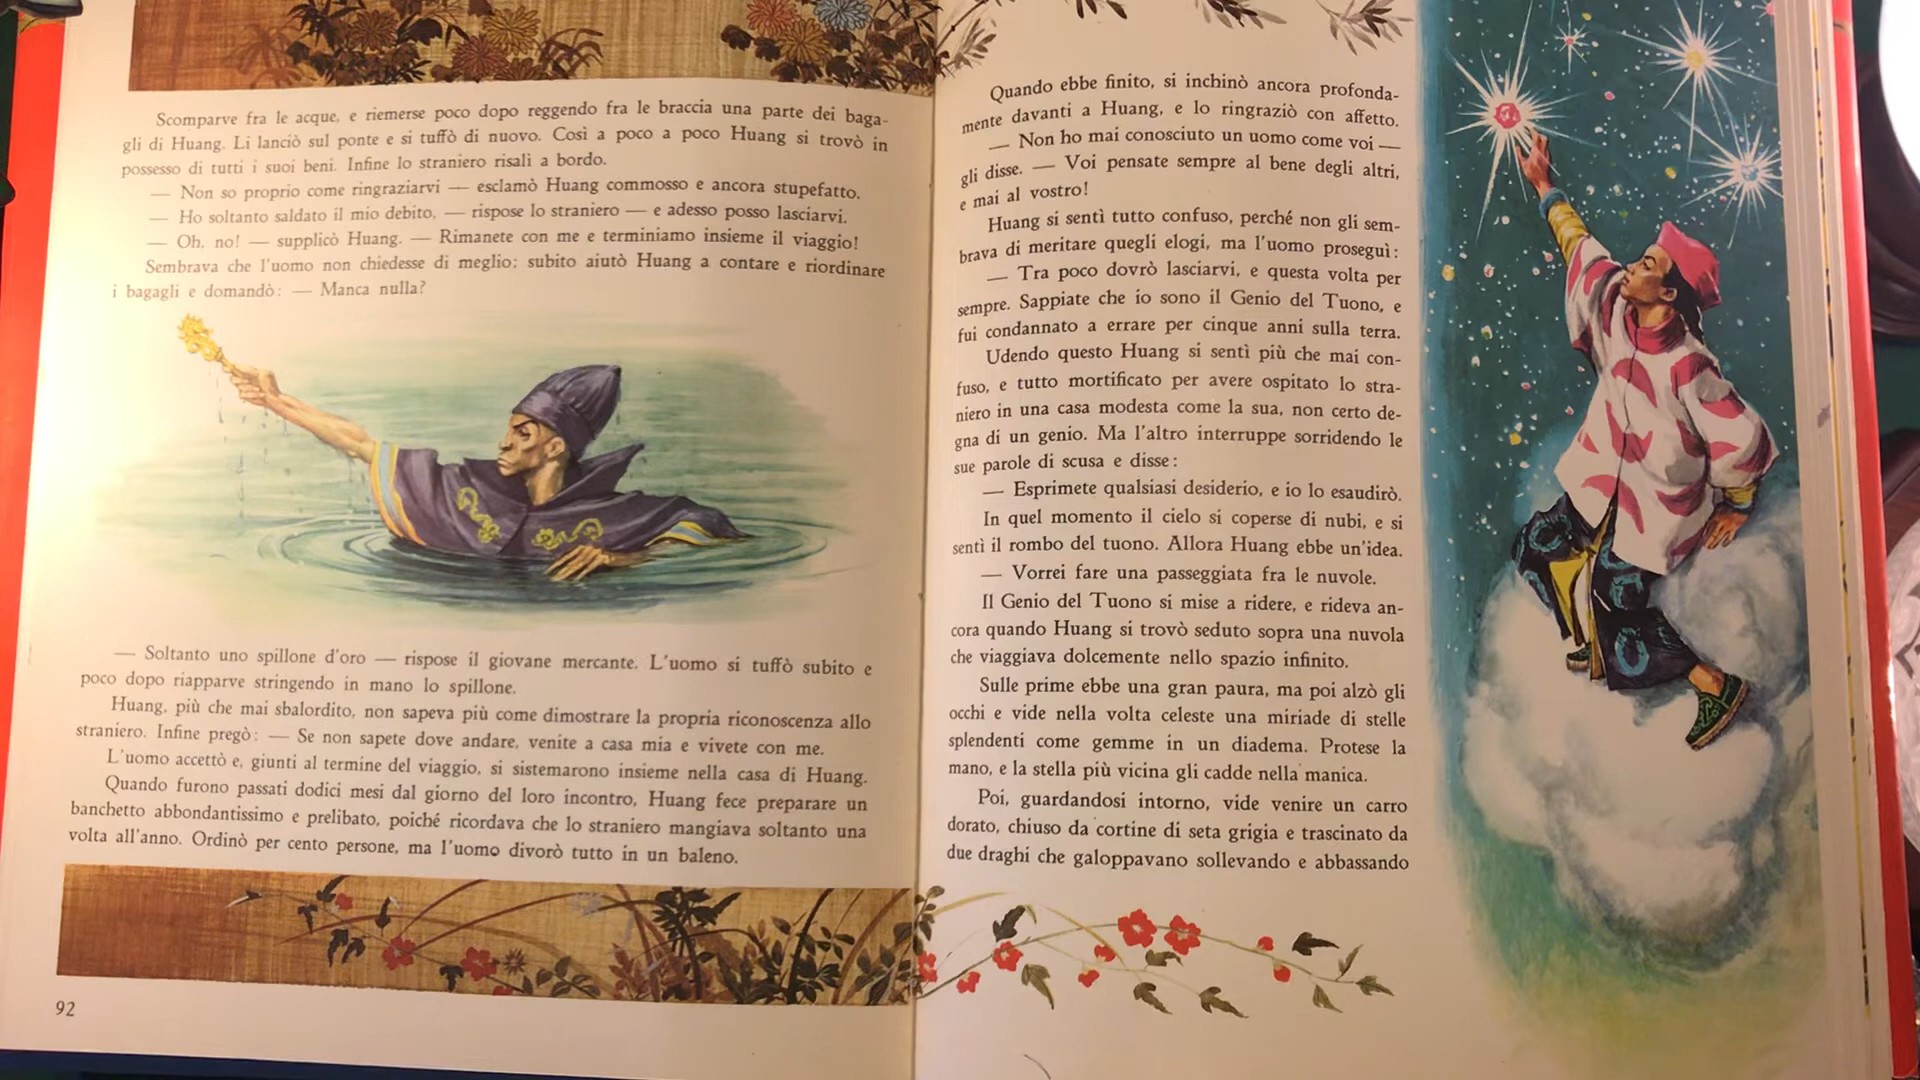 Scomparve fra le acque, e riemerse poco dopo reggendo fra le braccia una parte dei baga-
gli di Huang. Li lanciò sul ponte e si tuffò di nuovo. Così a poco a poco Huang si trovò in
possesso di tutti i suoi beni. Infine lo straniero risalì a bordo.
— Non so proprio come ringraziarvi — esclamò Huang commosso e ancora stupefatto.
— Ho soltanto saldato il mio debito, — rispose lo straniero — e adesso posso lasciarvi.
— Oh, no! — supplicò Huang. — Rimanete con me e terminiamo insieme il viaggio!
Sembrava che l'uomo non chiedesse di meglio; subito aiutò Huang a contare e riordinare
i bagagli e domandò: — Manca nulla?
— Soltanto uno spillone d'oro — rispose il giovane mercante. L'uomo si tuffò subito e
poco dopo riapparve stringendo in mano lo spillone.
Huang, più che mai sbalordito, non sapeva più come dimostrare la propria riconoscenza allo
straniero. Infine pregò: — Se non sapete dove andare, venite a casa mia e vivete con me.
L'uomo accettò e, giunti al termine del viaggio, si sistemarono insieme nella casa di Huang.
Quando furono passati dodici mesi dal giorno del loro incontro, Huang fece preparare un
banchetto abbondantissimo e prelibato, poiché ricordava che lo straniero mangiava soltanto una
volta all'anno. Ordinò per cento persone, ma l'uomo divorò tutto in un baleno.
92
Quando ebbe finito, si inchinò ancora profonda-
mente davanti a Huang, e lo ringraziò con affetto.
— Non ho mai conosciuto un uomo come voi —
gli disse. — Voi pensate sempre al bene degli altri,
e mai al vostro!
Huang si sentì tutto confuso, perché non gli sem-
brava di meritare quegli elogi, ma l'uomo proseguì:
— Tra poco dovrò lasciarvi, e questa volta per
sempre. Sappiate che io sono il Genio del Tuono, e
fui condannato a errare per cinque anni sulla terra.
Udendo questo Huang si sentì più che mai con-
fuso, e tutto mortificato per avere ospitato lo stra-
niero in una casa modesta come la sua, non certo de-
gna di un genio. Ma l'altro interruppe sorridendo le
sue parole di scusa e disse:
— Esprimete qualsiasi desiderio, e io lo esaudirò.
In quel momento il cielo si coperse di nubi, e si
sentì il rombo del tuono. Allora Huang ebbe un'idea.
— Vorrei fare una passeggiata fra le nuvole.
Il Genio del Tuono si mise a ridere, e rideva an-
cora quando Huang si trovò seduto sopra una nuvola
che viaggiava dolcemente nello spazio infinito.
Sulle prime ebbe una gran paura, ma poi alzò gli
occhi e vide nella volta celeste una miriade di stelle
splendenti come gemme in un diadema. Protese la
mano, e la stella più vicina gli cadde nella manica.
Poi, guardandosi intorno, vide venire un carro
dorato, chiuso da cortine di seta grigia e trascinato da
due draghi che galoppavano sollevando e abbassando